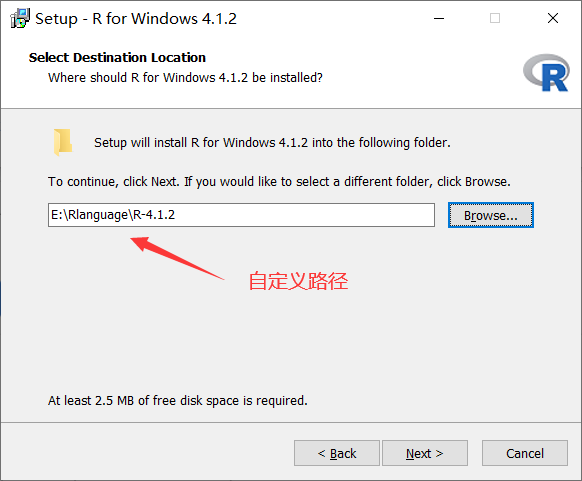 Setup - R for Windows 4.1.2
Select Destination Location
Where should R for Windows 4.1.2 be installed?
R
Setup will install R for Windows 4.1.2 into the following folder.
To continue, click Next. If you would like to select a different folder, click Browse.
E:\Rlanguage\R-4.1.2
Browse...
自定义路径
At least 2.5 MB of free disk space is required.
< Back
Next >
Cancel